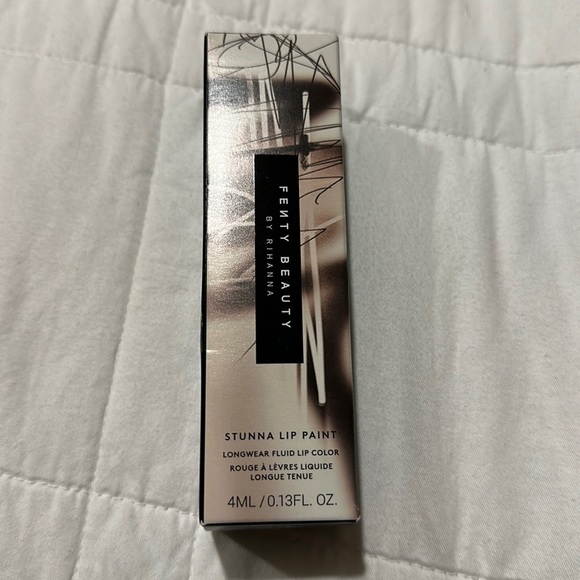 FEИTY BEAUTY
BY RIHANNA
STUNNA LIP PAINT
LONGWEAR FLUID LIP COLOR
ROUGE À LÈVRES LIQUIDE
LONGUE TENUE
4ML / 0.13FL. OZ.